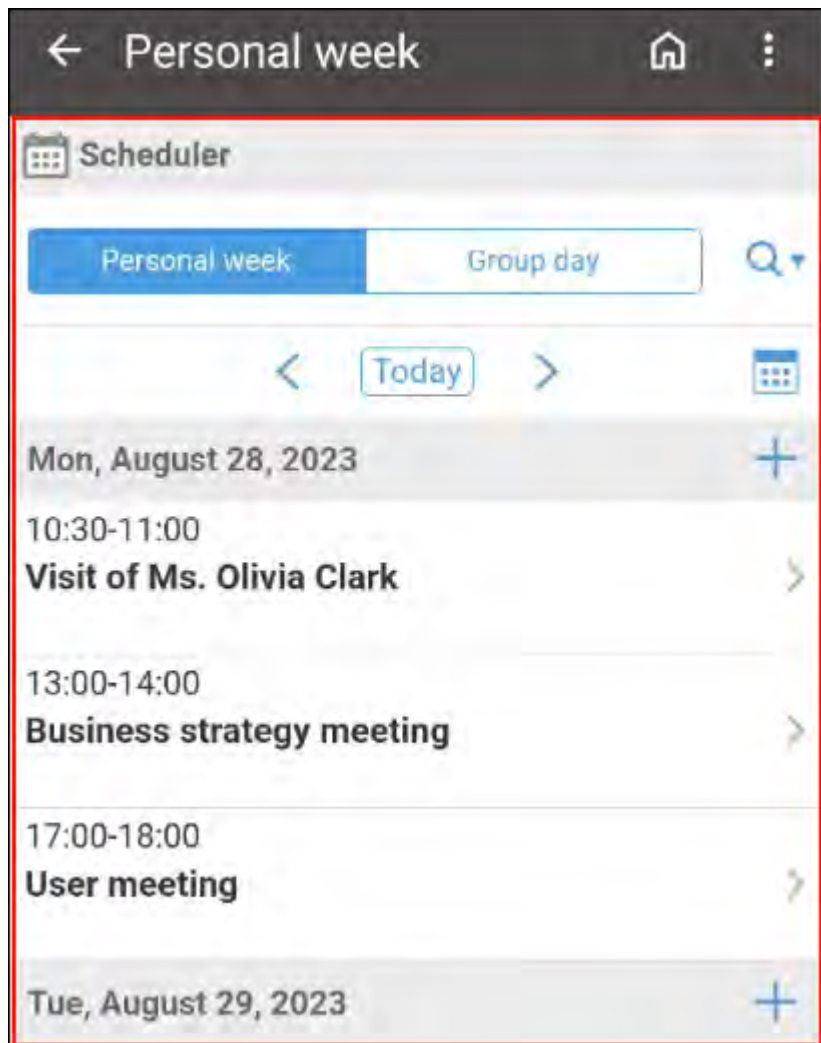 Personal week
Scheduler
Personal week Group day
Today
Mon, August 28, 2023
10:30-11:00
Visit of Ms. Olivia Clark
13:00-14:00
Business strategy meeting
17:00-18:00
User meeting
Tue, August 29, 2023